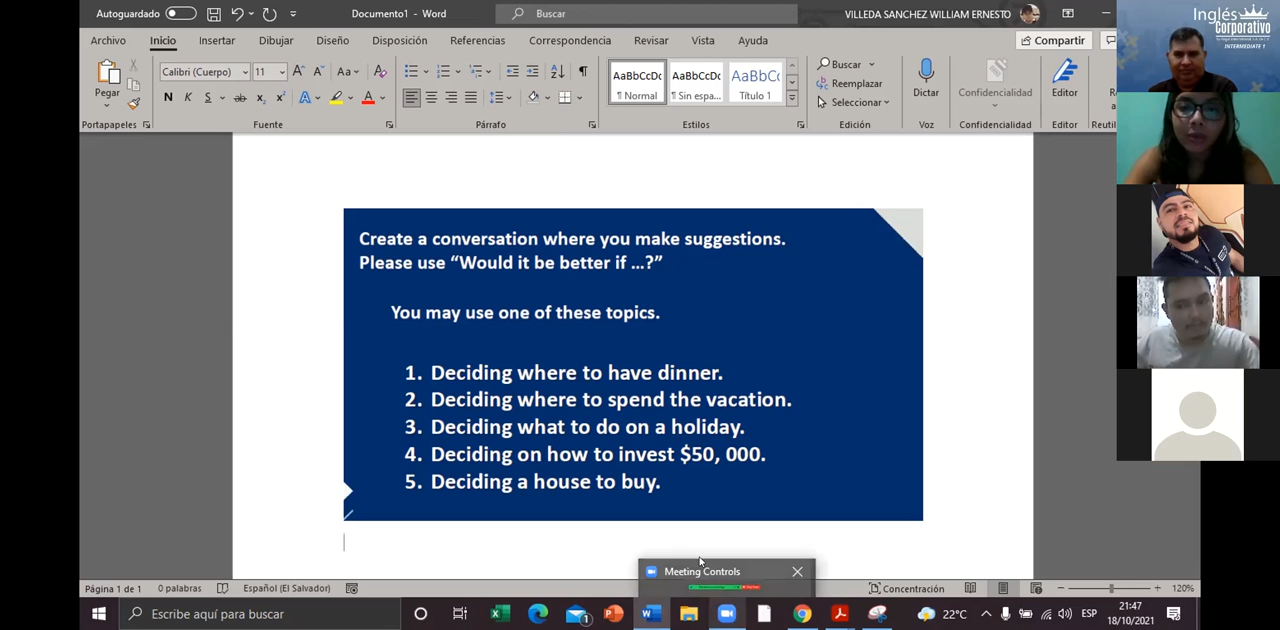 Autoguardado
Documento1 - Word
Buscar
VILLEDA SANCHEZ WILLIAM ERNESTO
Archivo Inicio Insertar Dibujar Diseño Disposición Referencias Correspondencia Revisar Vista Ayuda
Compartir
Pegar
Calibri (Cuerpo) 11
Aa
N K S ab x₂ x²
A A
AaBbCcDc AaBbCcDc AaBbCc
¶ Normal ¶ Sin espa... Título 1
Buscar
Reemplazar
Seleccionar
Dictar
Confidencialidad
Editor
Portapapeles Fuente Párrafo Estilos Edición Voz Confidencialidad Editor
Create a conversation where you make suggestions.
Please use “Would it be better if …?”
You may use one of these topics.
1. Deciding where to have dinner.
2. Deciding where to spend the vacation.
3. Deciding what to do on a holiday.
4. Deciding on how to invest $50, 000.
5. Deciding a house to buy.
Meeting Controls
Página 1 de 1 0 palabras Español (El Salvador) Concentración 120%
Escribe aquí para buscar
1
22°C
ESP
21:47
18/10/2021
Inglés
Corporativo
INTERMEDIATE 1